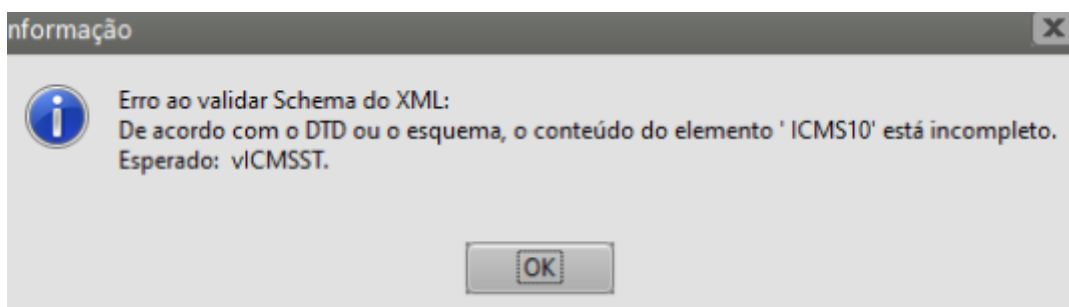 nformação
Erro ao validar Schema do XML:
De acordo com o DTD ou o esquema, o conteúdo do elemento ' ICMS10' está incompleto.
Esperado:  vICMSST.
OK